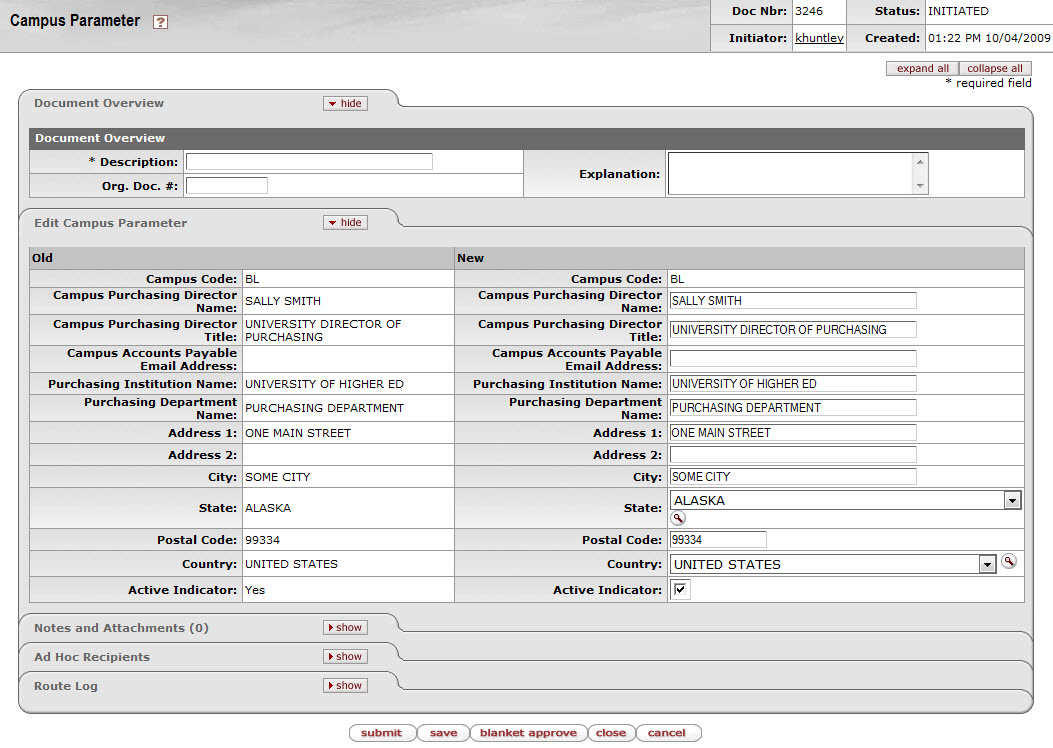 Campus Parameter ?
Doc Nbr: 3246 Status: INITIATED
Initiator: khuntley Created: 01:22 PM 10/04/2009
expand all collapse all
* required field
Document Overview hide
Document Overview
* Description:
Explanation:
Org. Doc. #:
Edit Campus Parameter hide
Old New
Campus Code: BL Campus Code: BL
Campus Purchasing Director Name: SALLY SMITH Campus Purchasing Director Name: SALLY SMITH
Campus Purchasing Director Title: UNIVERSITY DIRECTOR OF PURCHASING Campus Purchasing Director Title: UNIVERSITY DIRECTOR OF PURCHASING
Campus Accounts Payable Email Address: Campus Accounts Payable Email Address:
Purchasing Institution Name: UNIVERSITY OF HIGHER ED Purchasing Institution Name: UNIVERSITY OF HIGHER ED
Purchasing Department Name: PURCHASING DEPARTMENT Purchasing Department Name: PURCHASING DEPARTMENT
Address 1: ONE MAIN STREET Address 1: ONE MAIN STREET
Address 2: Address 2:
City: SOME CITY City: SOME CITY
State: ALASKA State: ALASKA
Postal Code: 99334 Postal Code: 99334
Country: UNITED STATES Country: UNITED STATES
Active Indicator: Yes Active Indicator:
Notes and Attachments (0) show
Ad Hoc Recipients show
Route Log show
submit save blanket approve close cancel